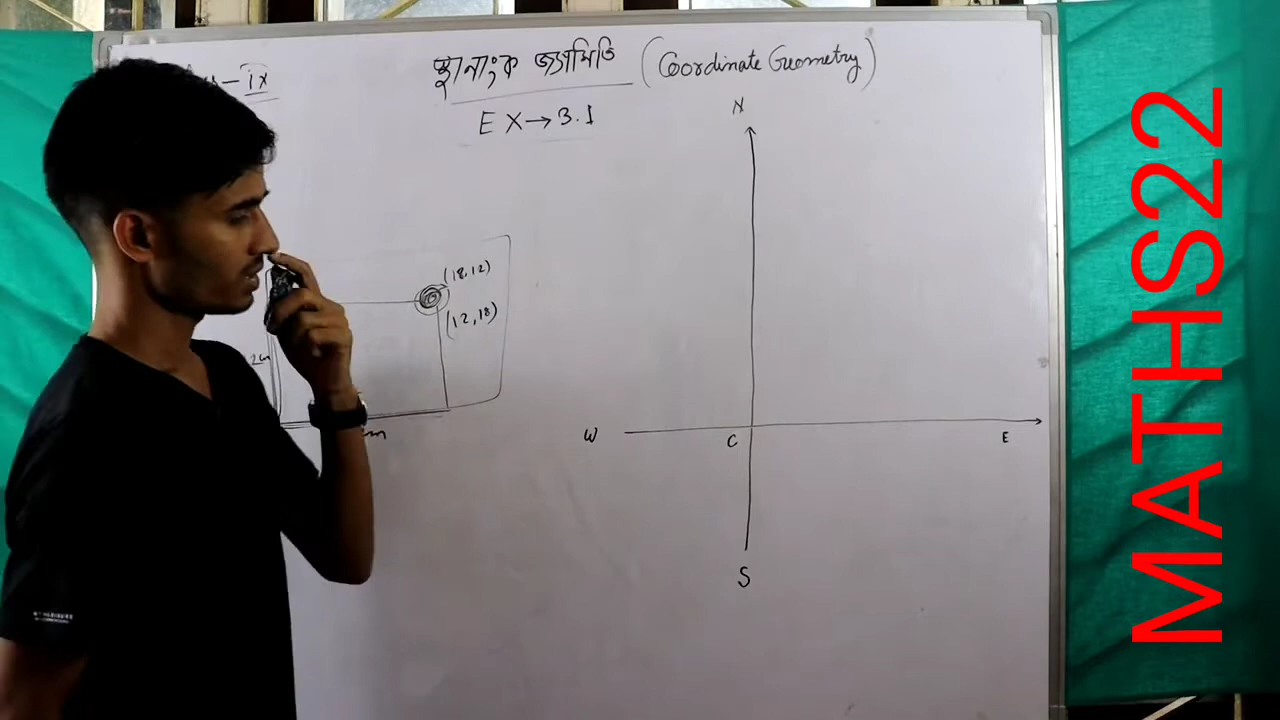 - IX
স্থানাংক জ্যামিতি (Coordinate Geometry)
EX→3.1
N
(18,12)
(12,18)
W
C
E
S
MATHS22